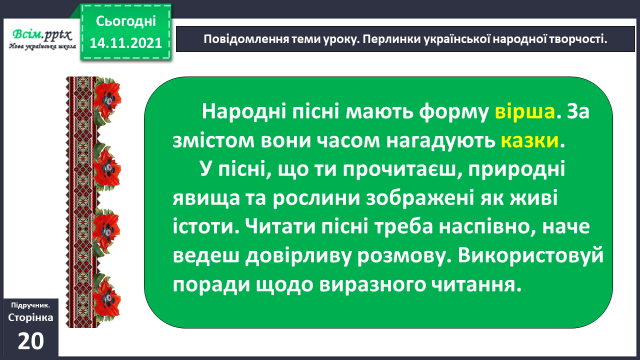 Всім.pptx
Нова українська школа
Сьогодні
14.11.2021
Повідомлення теми уроку. Перлинки української народної творчості.
Народні пісні мають форму вірша. За
змістом вони часом нагадують казки.
У пісні, що ти прочитаєш, природні
явища та рослини зображені як живі
істоти. Читати пісні треба наспівно, наче
ведеш довірливу розмову. Використовуй
поради щодо виразного читання.
Підручник.
Сторінка
20